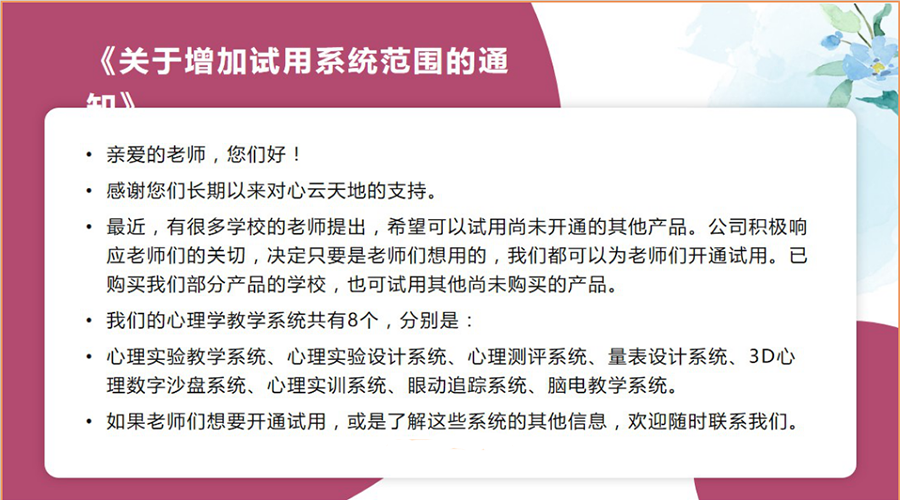 《关于增加试用系统范围的通
知》
• 亲爱的老师，您们好！
• 感谢您们长期以来对心云天地的支持。
• 最近，有很多学校的老师提出，希望可以试用尚未开通的其他产品。公司积极响
应老师们的关切，决定只要是老师们想用的，我们都可以为老师们开通试用。已
购买我们部分产品的学校，也可试用其他尚未购买的产品。
• 我们的心理学教学系统共有8个，分别是：
• 心理实验教学系统、心理实验设计系统、心理测评系统、量表设计系统、3D心
理数字沙盘系统、心理实训系统、眼动追踪系统、脑电教学系统。
• 如果老师们想要开通试用，或是了解这些系统的其他信息，欢迎随时联系我们。